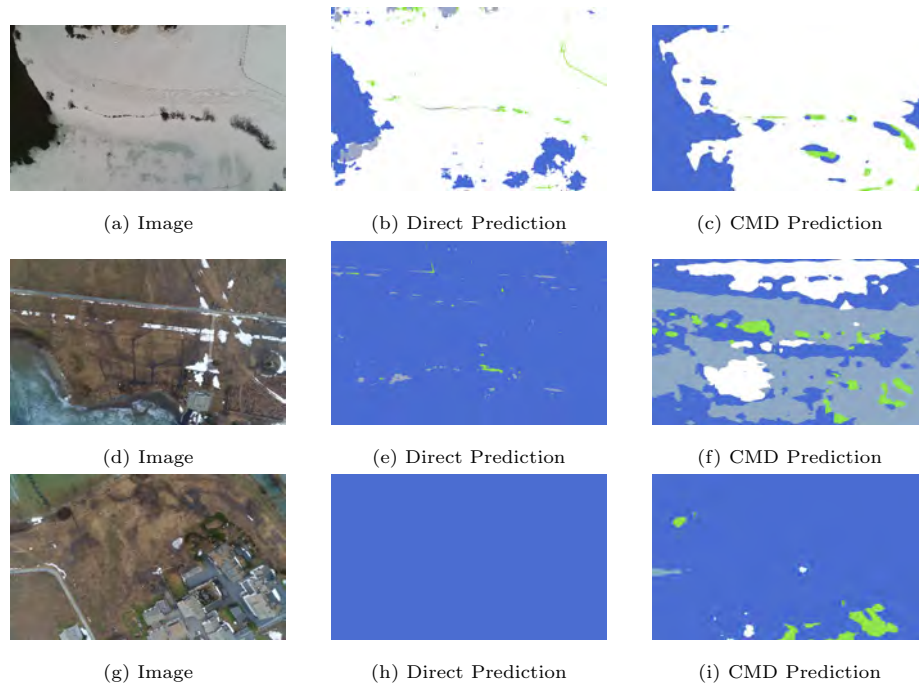 (a) Image
(b) Direct Prediction
(c) CMD Prediction
(d) Image
(e) Direct Prediction
(f) CMD Prediction
(g) Image
(h) Direct Prediction
(i) CMD Prediction